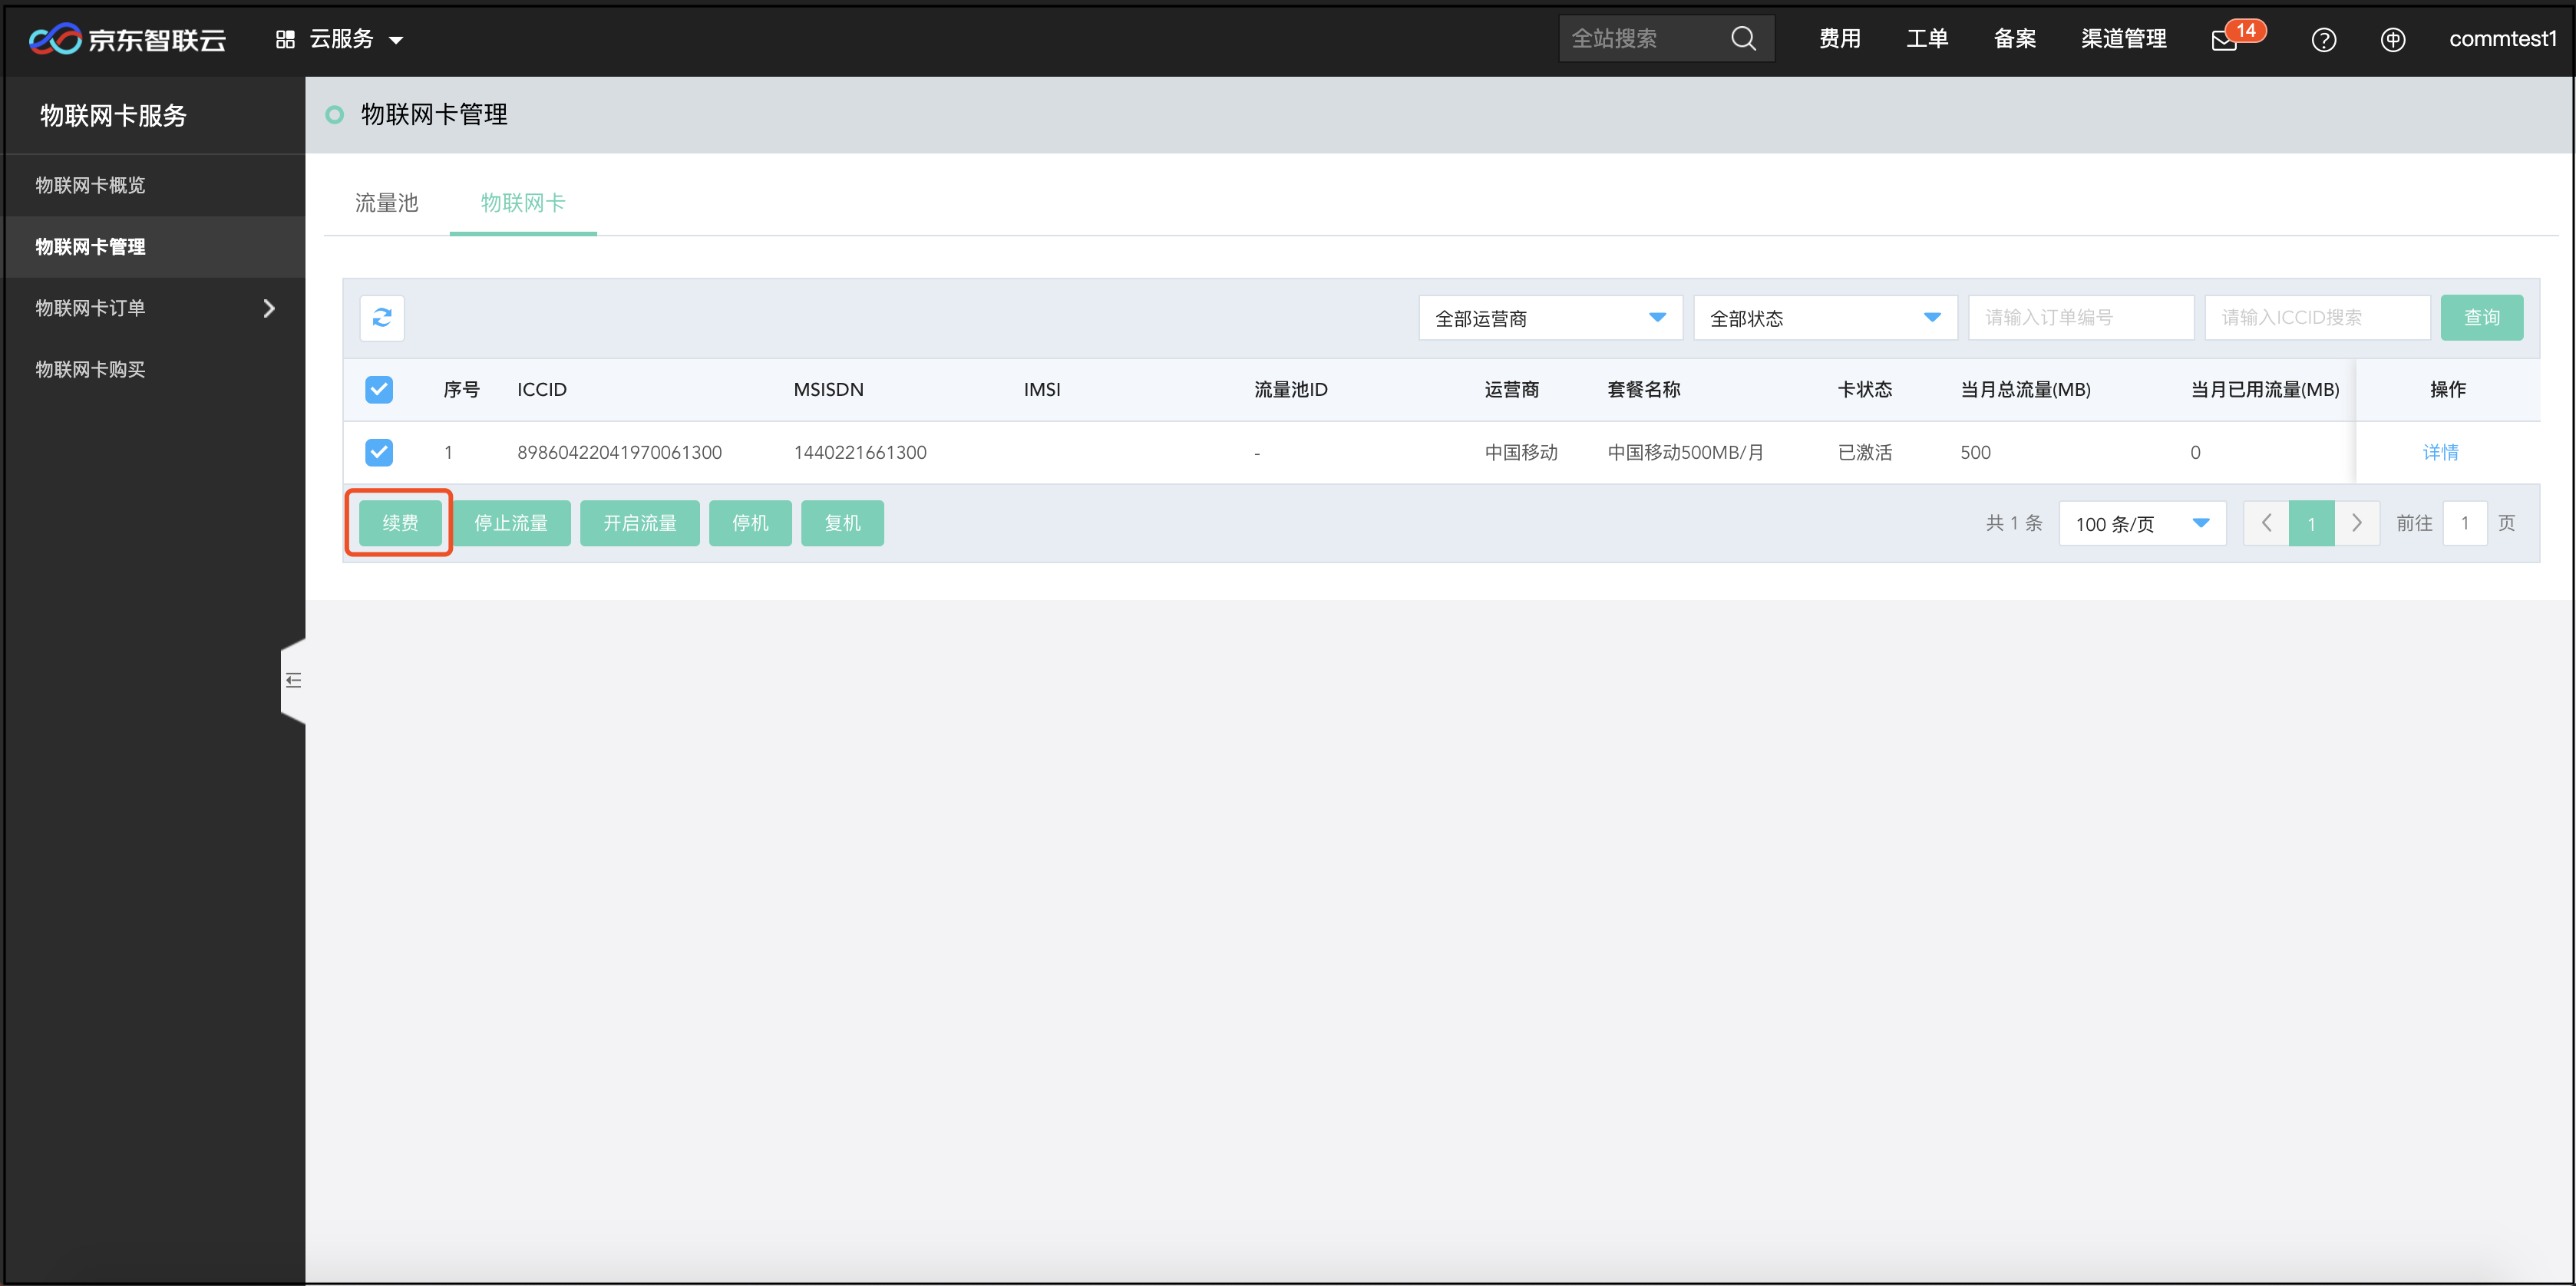 京东智联云 云服务 全站搜索 费用 工单 备案 渠道管理 14 commtest1
物联网卡服务
物联网卡概览
物联网卡管理
物联网卡订单
物联网卡购买
物联网卡管理
流量池 物联网卡
全部运营商 全部状态 请输入订单编号 请输入ICCID搜索 查询
序号 ICCID MSISDN IMSI 流量池ID 运营商 套餐名称 卡状态 当月总流量(MB) 当月已用流量(MB) 操作
1 89860422041970061300 1440221661300 - 中国移动 中国移动500MB/月 已激活 500 0 详情
续费 停止流量 开启流量 停机 复机 共 1 条 100 条/页 1 前往 1 页